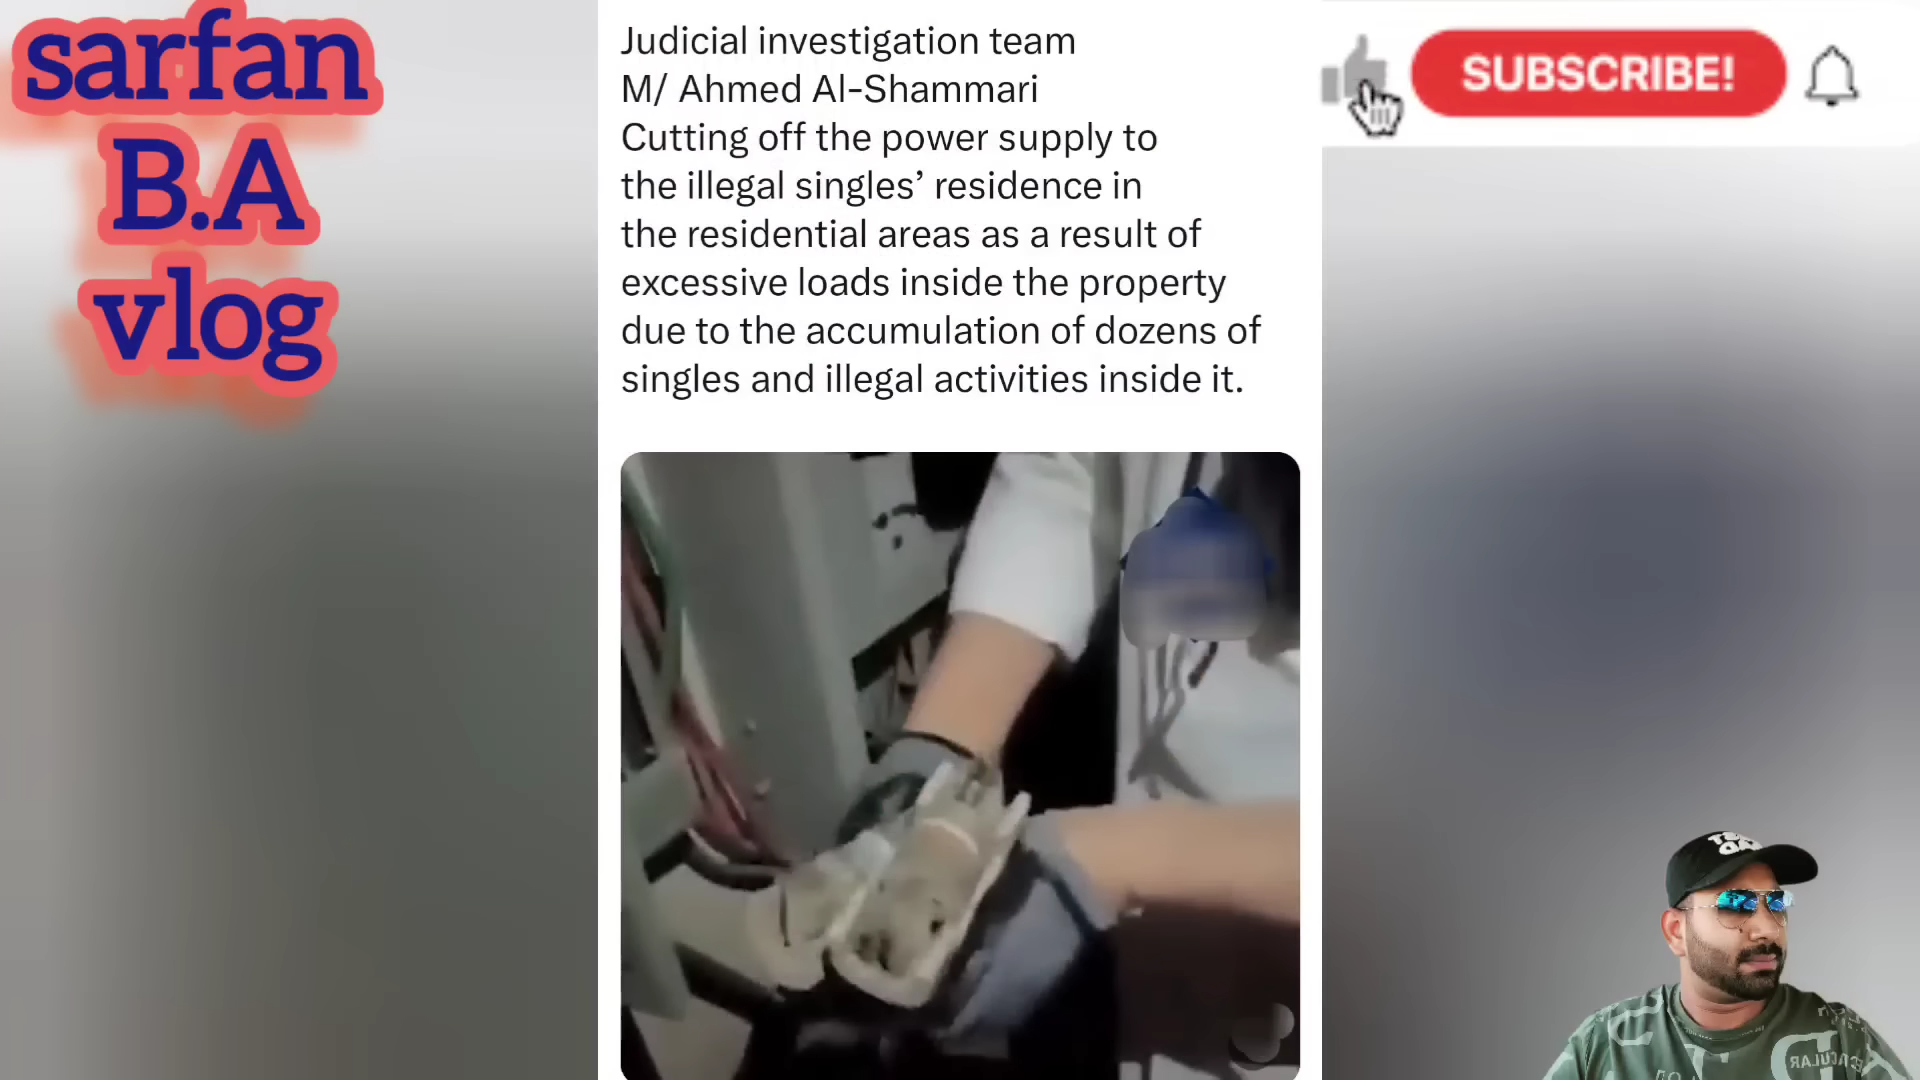 sarfan
B.A
vlog
Judicial investigation team
M/ Ahmed Al-Shammari
Cutting off the power supply to
the illegal singles’ residence in
the residential areas as a result of
excessive loads inside the property
due to the accumulation of dozens of
singles and illegal activities inside it.
SUBSCRIBE!